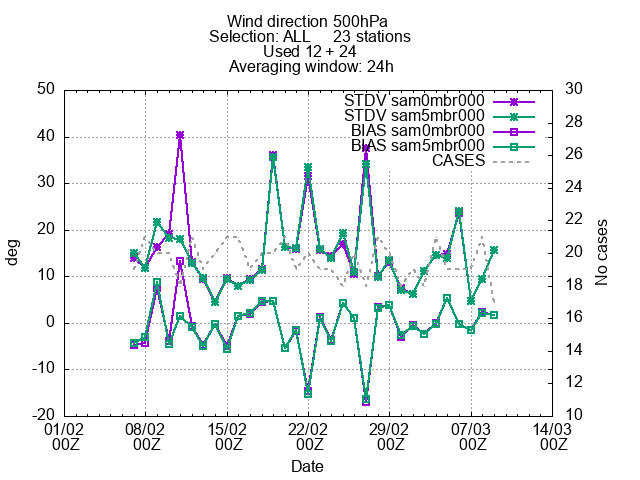 Wind direction 500hPa
Selection: ALL 23 stations
Used 12 + 24
Averaging window: 24h
STDV sam0mbr000
STDV sam5mbr000
BIAS sam0mbr000
BIAS sam5mbr000
CASES
50
40
30
20
10
0
-10
-20
deg
30
28
26
24
22
20
18
16
14
12
10
No cases
01/02 08/02 15/02 22/02 29/02 07/03 14/03
00Z 00Z 00Z 00Z 00Z 00Z 00Z
Date